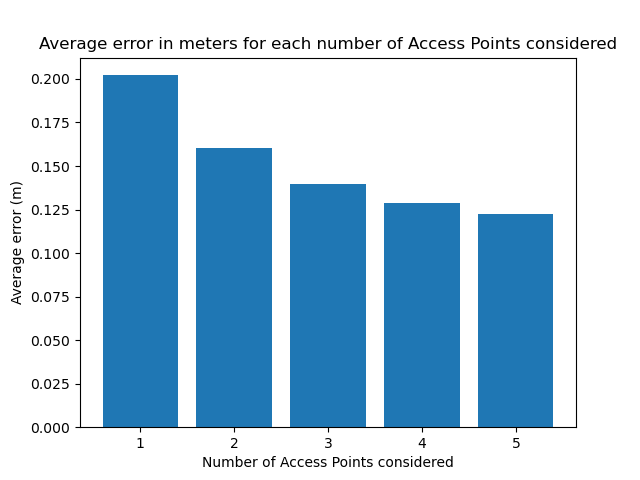 Average error in meters for each number of Access Points considered
Average error (m)
0.200
0.175
0.150
0.125
0.100
0.075
0.050
0.025
0.000
1 2 3 4 5
Number of Access Points considered